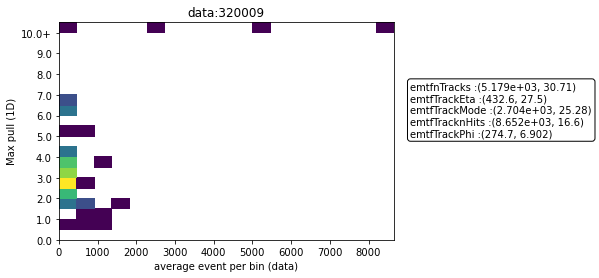 data:320009
10.0+
9.0
8.0
7.0
6.0
5.0
4.0
3.0
2.0
1.0
0.0
Max pull (1D)
0 1000 2000 3000 4000 5000 6000 7000 8000
average event per bin (data)
emtfnTracks :(5.179e+03, 30.71)
emtfTrackEta :(432.6, 27.5)
emtfTrackMode :(2.704e+03, 25.28)
emtfTracknHits :(8.652e+03, 16.6)
emtfTrackPhi :(274.7, 6.902)